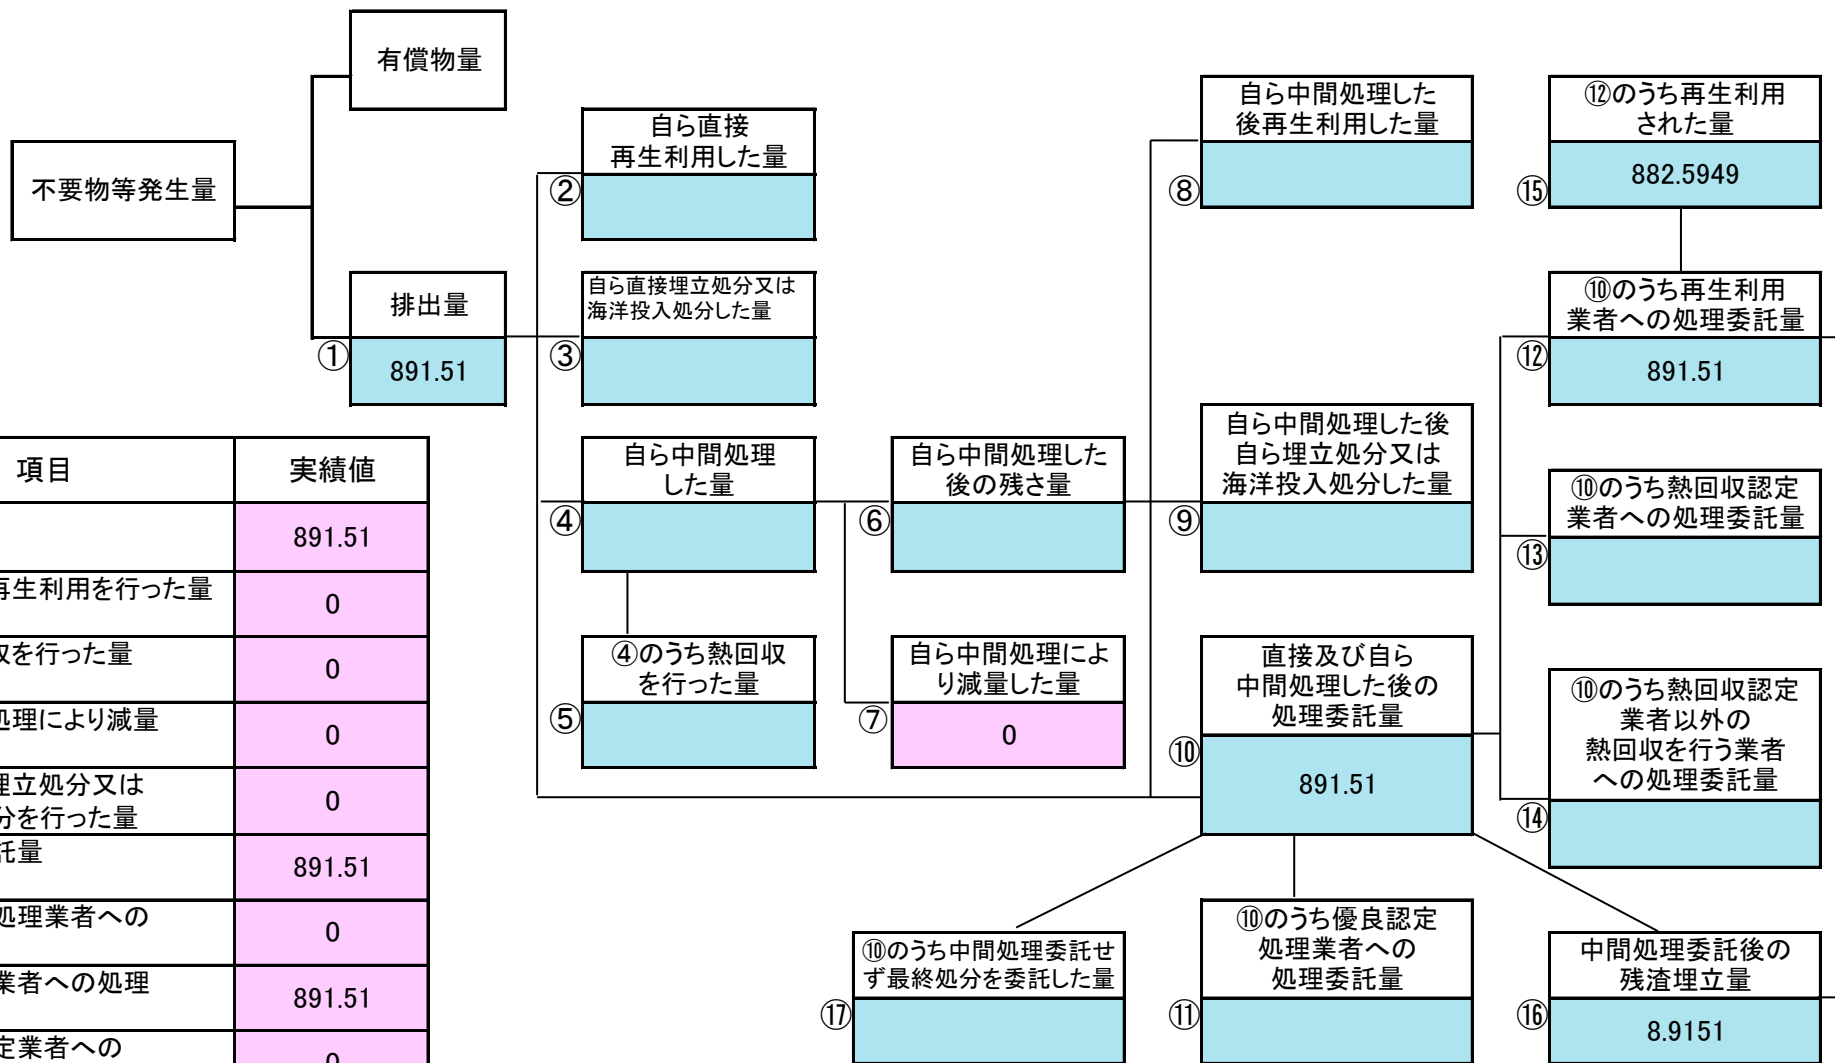 有償物量
不要物等発生量
排出量
①
891.51
自ら直接
再生利用した量
②
自ら直接埋立処分又は
海洋投入処分した量
③
自ら中間処理
した量
④
④のうち熱回収
を行った量
⑤
自ら中間処理した
後の残さ量
⑥
自ら中間処理によ
り減量した量
⑦
0
自ら中間処理した
後再生利用した量
⑧
自ら中間処理した後
自ら埋立処分又は
海洋投入処分した量
⑨
直接及び自ら
中間処理した後の
処理委託量
⑩
891.51
⑫のうち再生利用
された量
⑮
882.5949
⑩のうち再生利用
業者への処理委託量
⑫
891.51
⑩のうち熱回収認定
業者への処理委託量
⑬
⑩のうち熱回収認定
業者以外の
熱回収を行う業者
への処理委託量
⑭
⑩のうち中間処理委託せ
ず最終処分を委託した量
⑰
⑩のうち優良認定
処理業者への
処理委託量
⑪
中間処理委託後の
残渣埋立量
⑯
8.9151
項目
実績値
891.51
再生利用を行った量
0
を行った量
0
処理により減量
0
埋立処分又は
分を行った量
0
託量
891.51
処理業者への
0
業者への処理
891.51
定業者への
0